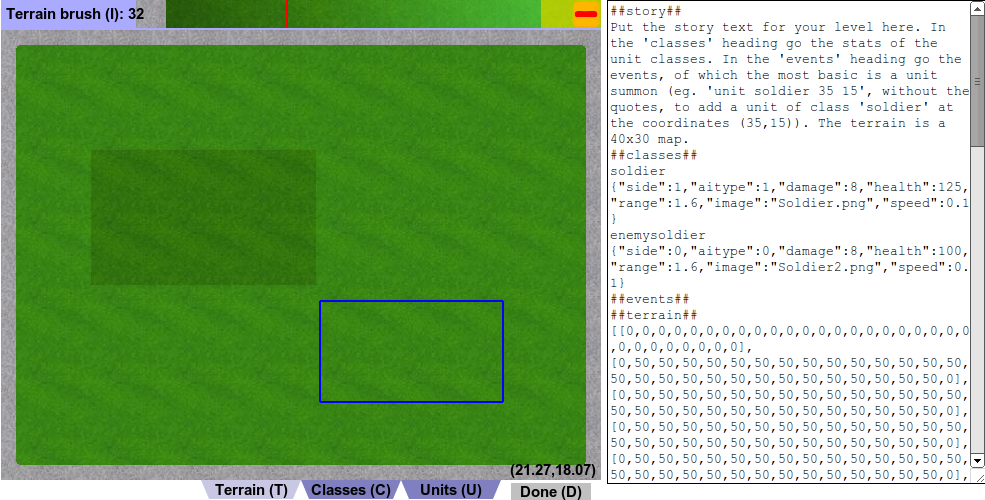 Terrain brush (I): 32
(21.27,18.07)
Terrain (T)
Classes (C)
Units (U)
Done (D)
##story##
Put the story text for your level here. In
the 'classes' heading go the stats of the
unit classes. In the 'events' heading go the
events, of which the most basic is a unit
summon (eg. 'unit soldier 35 15', without the
quotes, to add a unit of class 'soldier' at
the coordinates (35,15)). The terrain is a
40x30 map.
##classes##
soldier
{"side":1,"aitype":1,"damage":8,"health":125,
"range":1.6,"image":"Soldier.png","speed":0.1
}
enemysoldier
{"side":0,"aitype":0,"damage":8,"health":100,
"range":1.6,"image":"Soldier2.png","speed":0.
1}
##events##
##terrain##
[[0,0,0,0,0,0,0,0,0,0,0,0,0,0,0,0,0,0,0,0,0,0
,0,0,0,0,0,0,0,0],
[0,50,50,50,50,50,50,50,50,50,50,50,50,50,50,
50,50,50,50,50,50,50,50,50,50,50,50,50,50,0],
[0,50,50,50,50,50,50,50,50,50,50,50,50,50,50,
50,50,50,50,50,50,50,50,50,50,50,50,50,50,0],
[0,50,50,50,50,50,50,50,50,50,50,50,50,50,50,
50,50,50,50,50,50,50,50,50,50,50,50,50,50,0],
[0,50,50,50,50,50,50,50,50,50,50,50,50,50,50,
50,50,50,50,50,50,50,50,50,50,50,50,50,50,0],